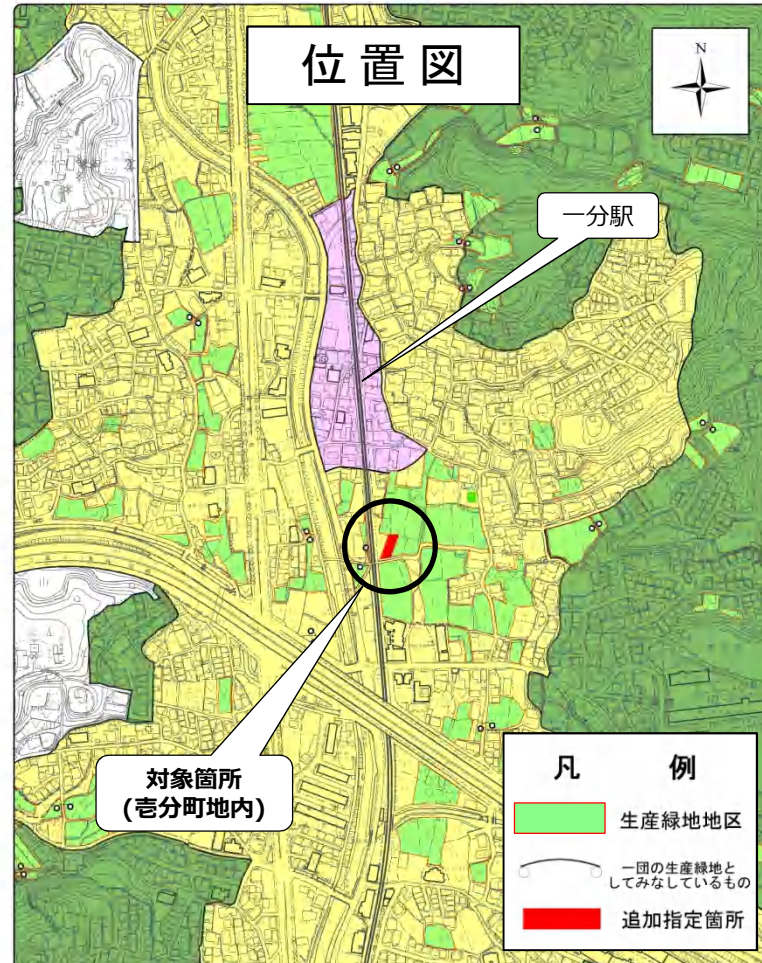 位置図
N
一分駅
対象箇所
(壱分町地内)
凡 例
生産緑地地区
一団の生産緑地と
してみなしているもの
追加指定箇所